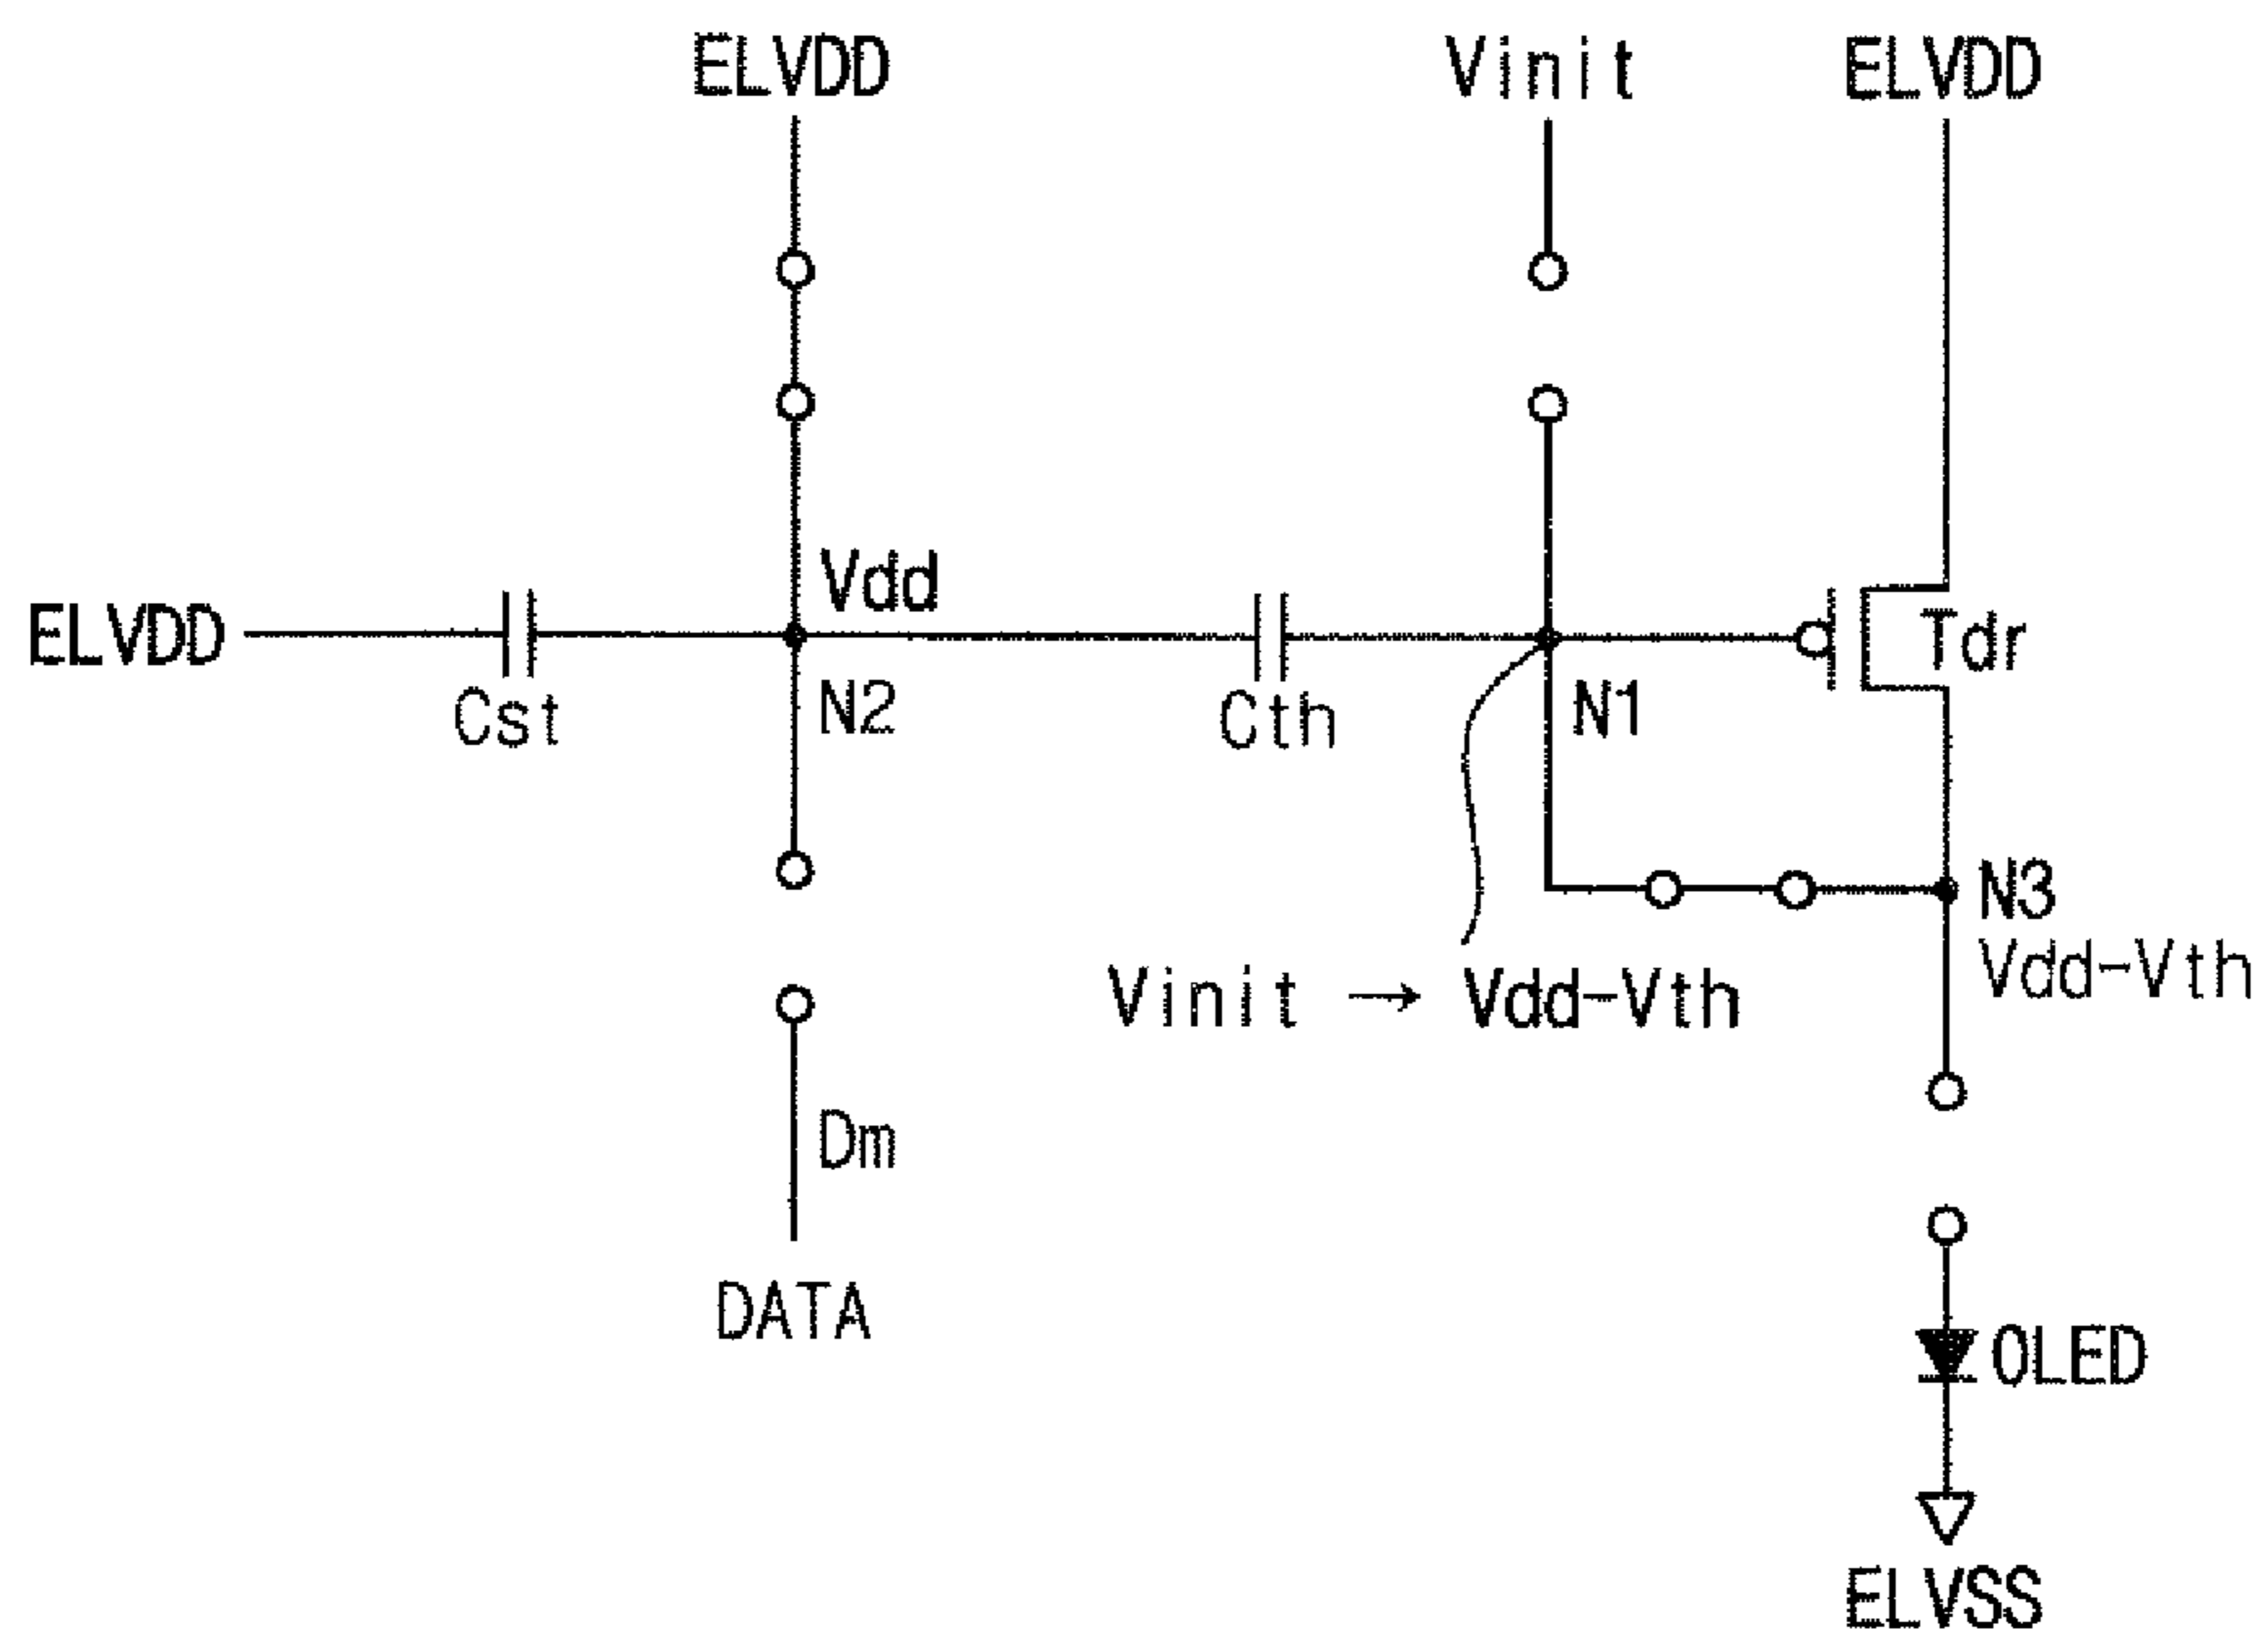 ELVDD
Vinit
ELVDD
Vdd
ELVDD
Tdr
Cst
N2
Cth
N1
N3
Vdd-Vth
Vinit → Vdd-Vth
Dm
DATA
OLED
ELVSS